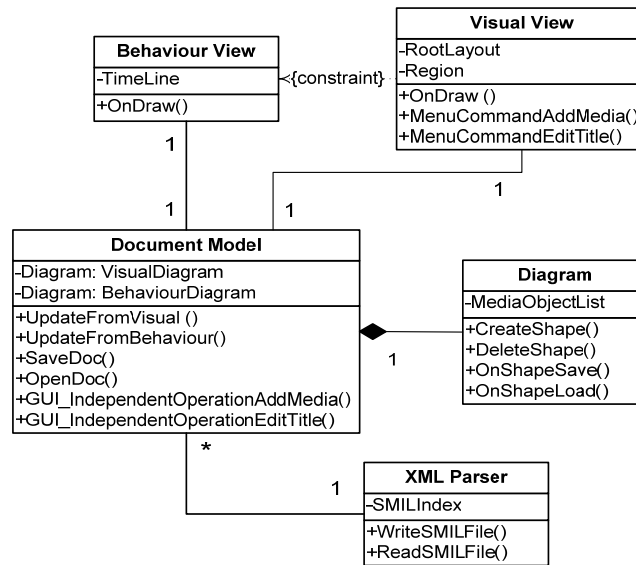 Behaviour View
-TimeLine
+OnDraw()
{constraint}
Visual View
-RootLayout
-Region
+OnDraw ()
+MenuCommandAddMedia()
+MenuCommandEditTitle()
1
1
1
1
Document Model
-Diagram: VisualDiagram
-Diagram: BehaviourDiagram
+UpdateFromVisual ()
+UpdateFromBehaviour()
+SaveDoc()
+OpenDoc()
+GUI_IndependentOperationAddMedia()
+GUI_IndependentOperationEditTitle()
1
Diagram
-MediaObjectList
+CreateShape()
+DeleteShape()
+OnShapeSave()
+OnShapeLoad()
*
1
XML Parser
-SMILIndex
+WriteSMILFile()
+ReadSMILFile()